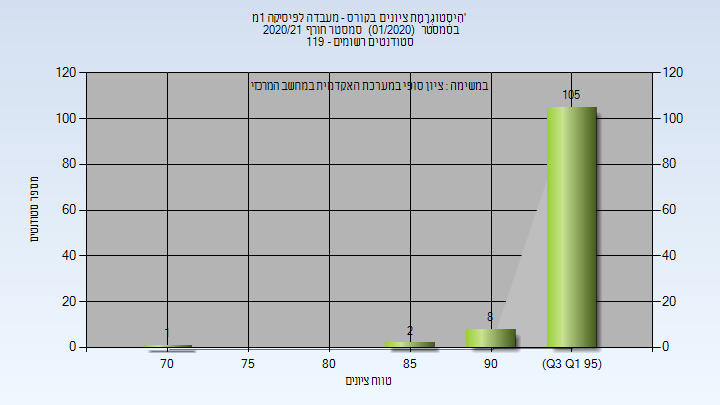 הִיסְטוֹגְרָמַת ציונים בקורס - מעבדה לפיסיקה 1מ'
בסמסטר (01/2020) סמסטר חורף 2020/21
סטודנטים רשומים - 119
במשימה : ציון סופי במערכת האקדמית במחשב המרכזי
120 120
100 100
80 80
60 60
40 40
20 20
0 0
מספר סטודנטים
1 2 8 105
70 75 80 85 90 (Q3 Q1 95)
טווח ציונים